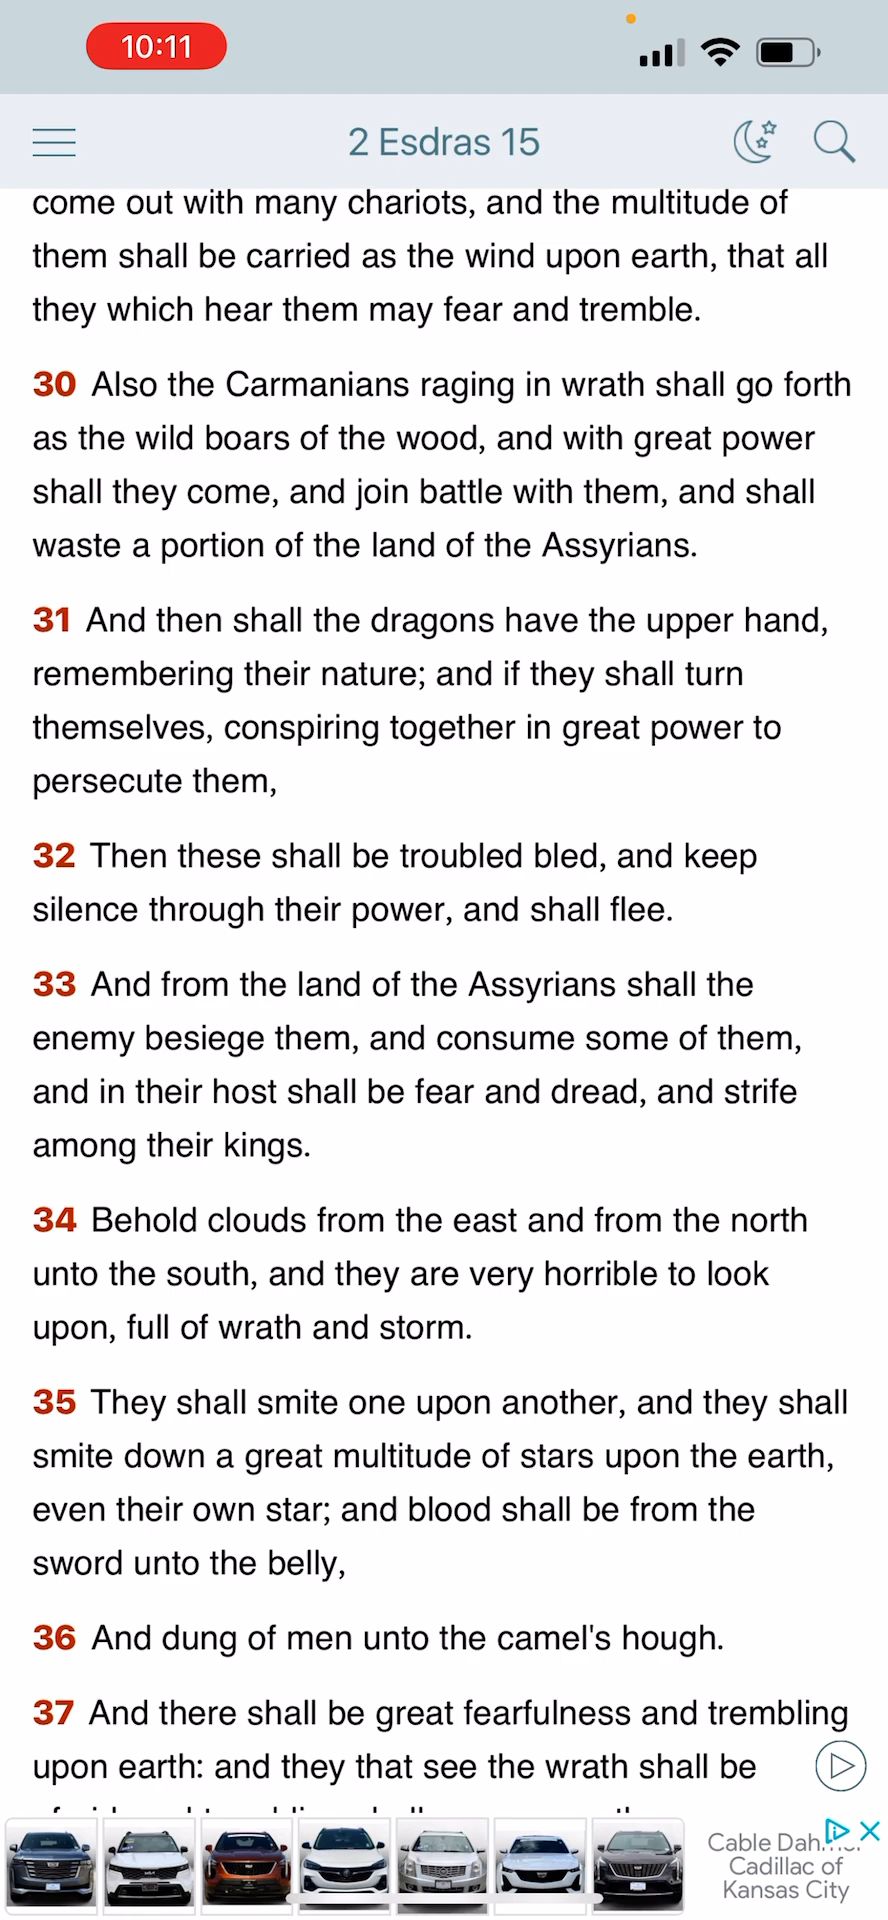 10:11
2 Esdras 15
come out with many chariots, and the multitude of
them shall be carried as the wind upon earth, that all
they which hear them may fear and tremble.
30 Also the Carmanians raging in wrath shall go forth
as the wild boars of the wood, and with great power
shall they come, and join battle with them, and shall
waste a portion of the land of the Assyrians.
31 And then shall the dragons have the upper hand,
remembering their nature; and if they shall turn
themselves, conspiring together in great power to
persecute them,
32 Then these shall be troubled bled, and keep
silence through their power, and shall flee.
33 And from the land of the Assyrians shall the
enemy besiege them, and consume some of them,
and in their host shall be fear and dread, and strife
among their kings.
34 Behold clouds from the east and from the north
unto the south, and they are very horrible to look
upon, full of wrath and storm.
35 They shall smite one upon another, and they shall
smite down a great multitude of stars upon the earth,
even their own star; and blood shall be from the
sword unto the belly,
36 And dung of men unto the camel's hough.
37 And there shall be great fearfulness and trembling
upon earth: and they that see the wrath shall be
Cable Dah
Cadillac of
Kansas City